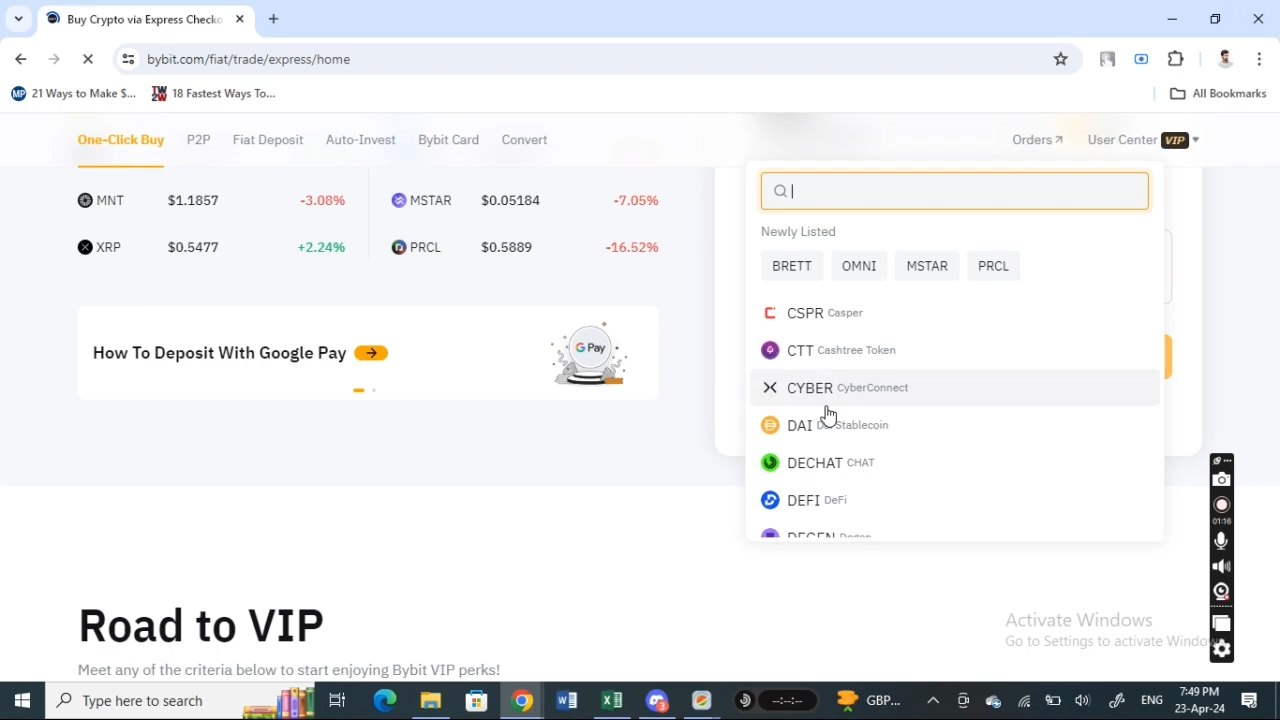 Buy Crypto via Express Checko
bybit.com/fiat/trade/express/home
21 Ways to Make $...
18 Fastest Ways To...
All Bookmarks
One-Click Buy
P2P
Fiat Deposit
Auto-Invest
Bybit Card
Convert
Orders
User Center VIP
MNT $1.1857 -3.08%
MSTAR $0.05184 -7.05%
XRP $0.5477 +2.24%
PRCL $0.5889 -16.52%
How To Deposit With Google Pay
G Pay
Newly Listed
BRETT
OMNI
MSTAR
PRCL
CSPR Casper
CTT Cashtree Token
CYBER CyberConnect
DAI Stablecoin
DECHAT CHAT
DEFI DeFi
DEGEN Degen
01:16
Road to VIP
Meet any of the criteria below to start enjoying Bybit VIP perks!
Activate Windows
Go to Settings to activate Windows
Type here to search
GBP...
ENG
7:49 PM
23-Apr-24